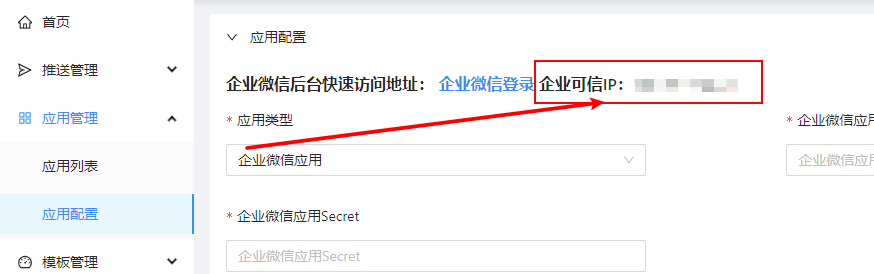 首页
推送管理
应用管理
应用列表
应用配置
模板管理
应用配置
企业微信后台快速访问地址： 企业微信登录 企业可信IP：
* 应用类型
* 企业微信应
企业微信应用
企业微信应
* 企业微信应用Secret
企业微信应用Secret